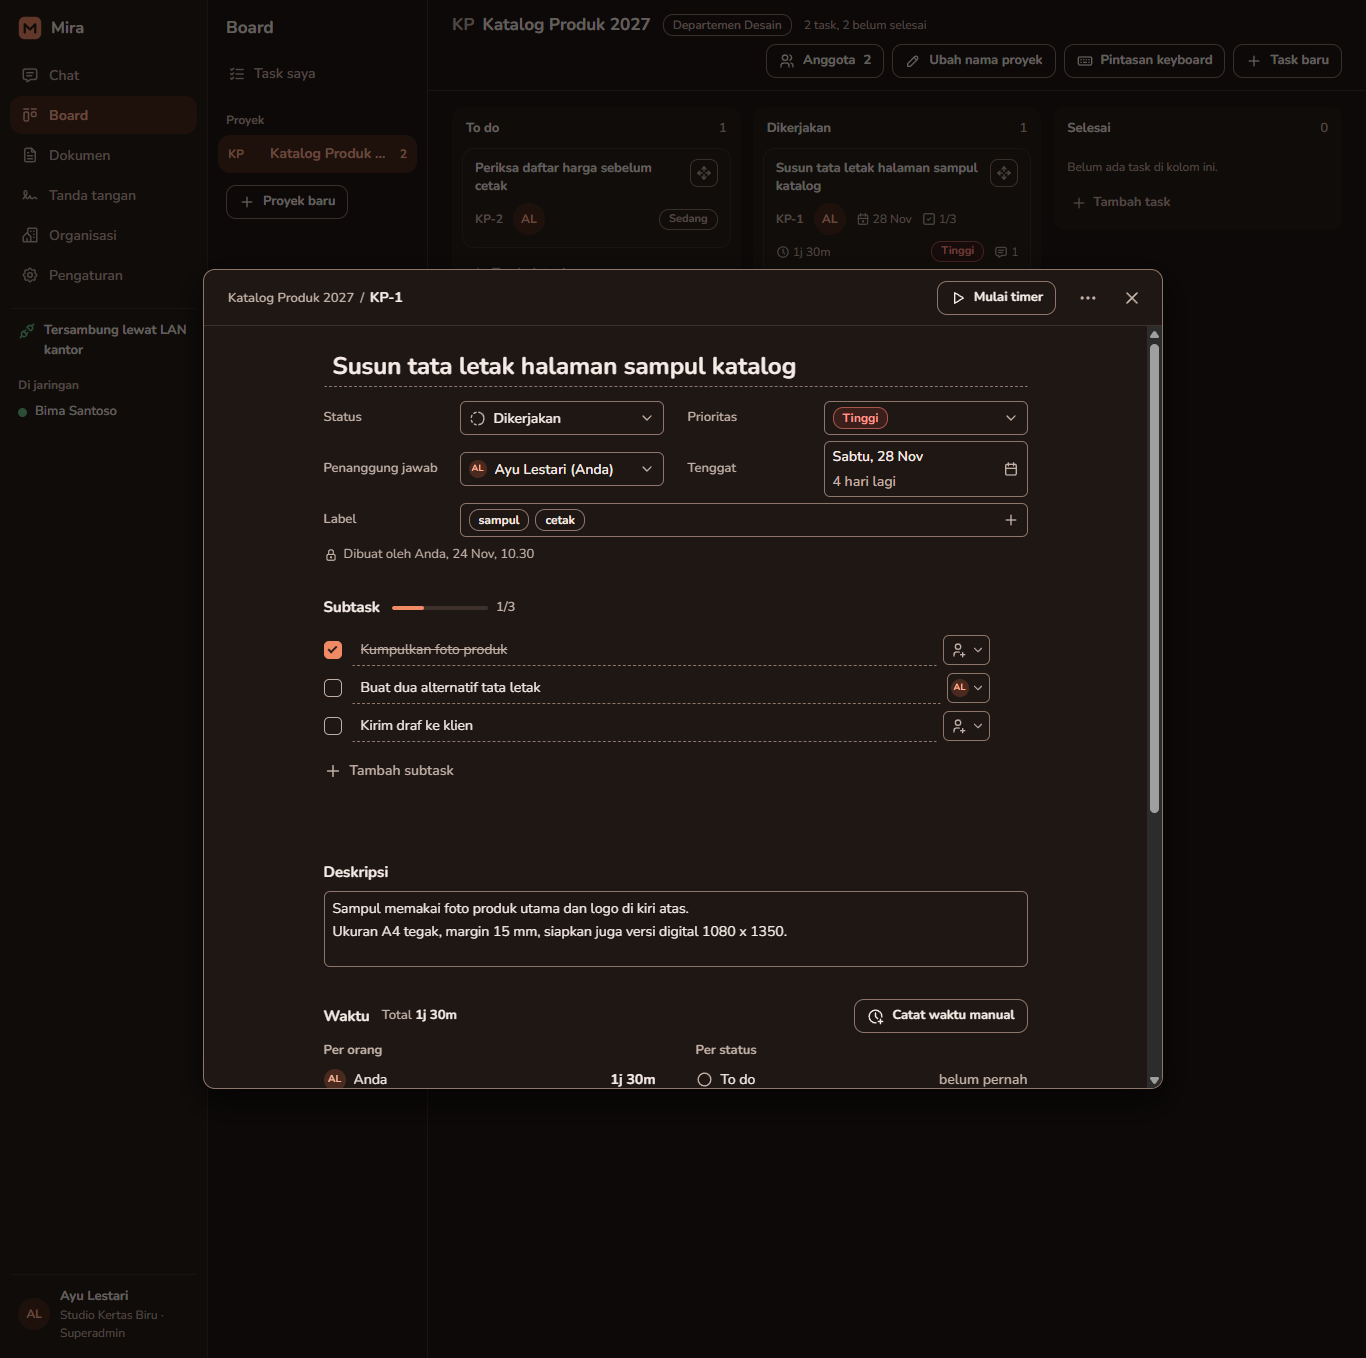 Mira
Chat
Board
Dokumen
Tanda tangan
Organisasi
Pengaturan
Tersambung lewat LAN
kantor
Di jaringan
Bima Santoso
AL
Ayu Lestari
Studio Kertas Biru ·
Superadmin
Board
Task saya
Proyek
KP Katalog Produk ... 2
Proyek baru
KP Katalog Produk 2027 Departemen Desain 2 task, 2 belum selesai
Anggota 2
Ubah nama proyek
Pintasan keyboard
Task baru
To do 1
Periksa daftar harga sebelum
cetak
KP-2 AL Sedang
Dikerjakan 1
Susun tata letak halaman sampul
katalog
KP-1 AL 28 Nov 1/3
1j 30m Tinggi 1
Selesai 0
Belum ada task di kolom ini.
Tambah task
Katalog Produk 2027 / KP-1
Mulai timer
Susun tata letak halaman sampul katalog
Status Dikerjakan
Prioritas Tinggi
Penanggung jawab AL Ayu Lestari (Anda)
Tenggat Sabtu, 28 Nov
4 hari lagi
Label sampul cetak
Dibuat oleh Anda, 24 Nov, 10.30
Subtask 1/3
Kumpulkan foto produk
Buat dua alternatif tata letak AL
Kirim draf ke klien
Tambah subtask
Deskripsi
Sampul memakai foto produk utama dan logo di kiri atas.
Ukuran A4 tegak, margin 15 mm, siapkan juga versi digital 1080 x 1350.
Waktu Total 1j 30m
Catat waktu manual
Per orang
AL Anda 1j 30m
Per status
To do belum pernah